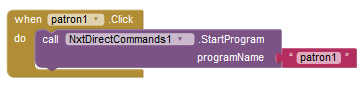 when patron1 .Click
do call NxtDirectCommands1 .StartProgram
programName " patron1 "